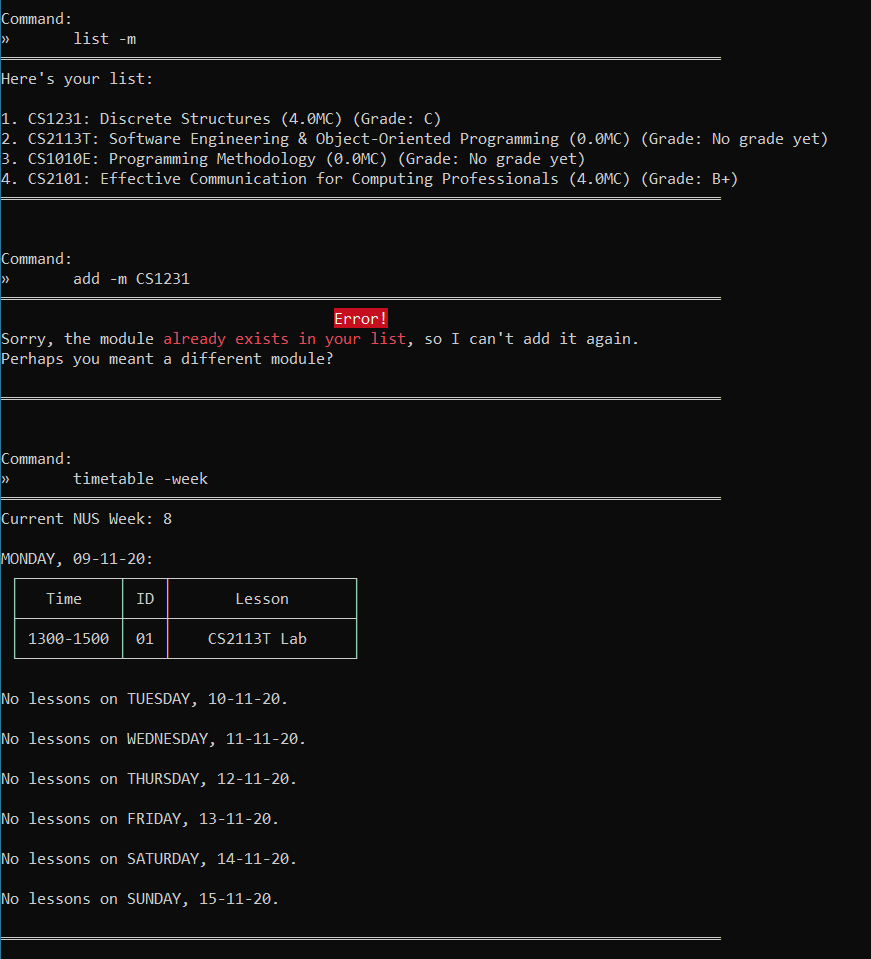 Command:
»       list -m
Here's your list:
1. CS1231: Discrete Structures (4.0MC) (Grade: C)
2. CS2113T: Software Engineering & Object-Oriented Programming (0.0MC) (Grade: No grade yet)
3. CS1010E: Programming Methodology (0.0MC) (Grade: No grade yet)
4. CS2101: Effective Communication for Computing Professionals (4.0MC) (Grade: B+)
Command:
»       add -m CS1231
Error!
Sorry, the module already exists in your list, so I can't add it again.
Perhaps you meant a different module?
Command:
»       timetable -week
Current NUS Week: 8
MONDAY, 09-11-20:
Time ID Lesson
1300-1500 01 CS2113T Lab
No lessons on TUESDAY, 10-11-20.
No lessons on WEDNESDAY, 11-11-20.
No lessons on THURSDAY, 12-11-20.
No lessons on FRIDAY, 13-11-20.
No lessons on SATURDAY, 14-11-20.
No lessons on SUNDAY, 15-11-20.